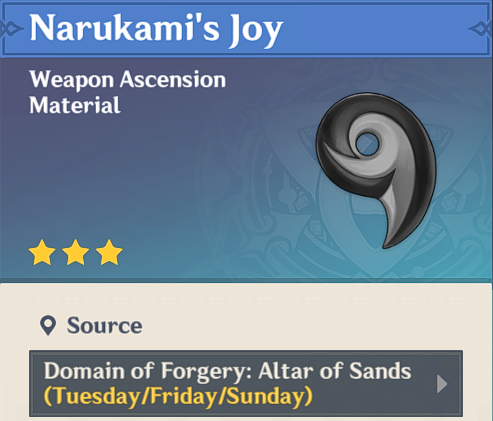 Narukami's Joy
Weapon Ascension
Material
Source
Domain of Forgery: Altar of Sands
(Tuesday/Friday/Sunday)